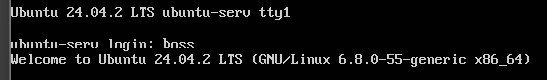 Ubuntu 24.04.2 LTS ubuntu-serv tty1
ubuntu-serv login: boss
Welcome to Ubuntu 24.04.2 LTS (GNU/Linux 6.8.0-55-generic x86_64)